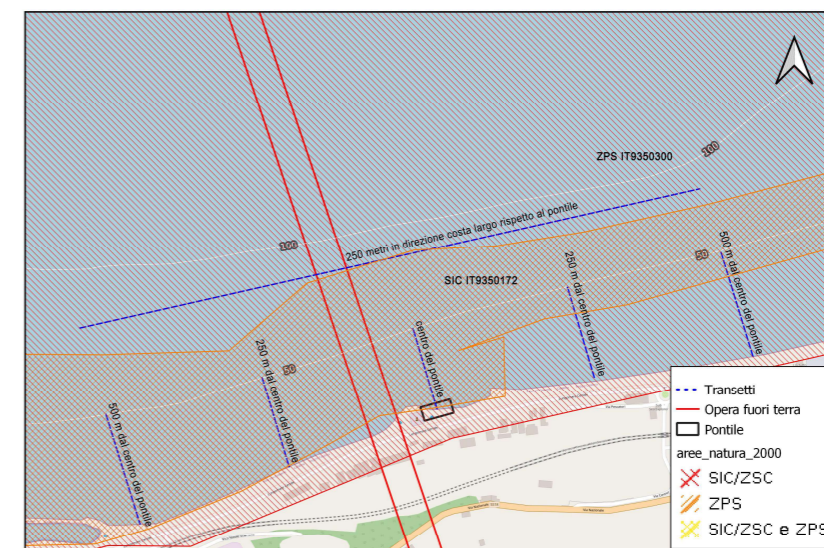 ZPS IT9350300
100
250 metri in direzione costa largo rispetto al pontile
100
SIC IT9350172
50
500 m dal centro del pontile
250 m dal centro del pontile
centro del pontile
50
250 m dal centro del pontile
500 m dal centro del pontile
Transetti
Opera fuori terra
Pontile
aree_natura_2000
SIC/ZSC
ZPS
SIC/ZSC e ZPS